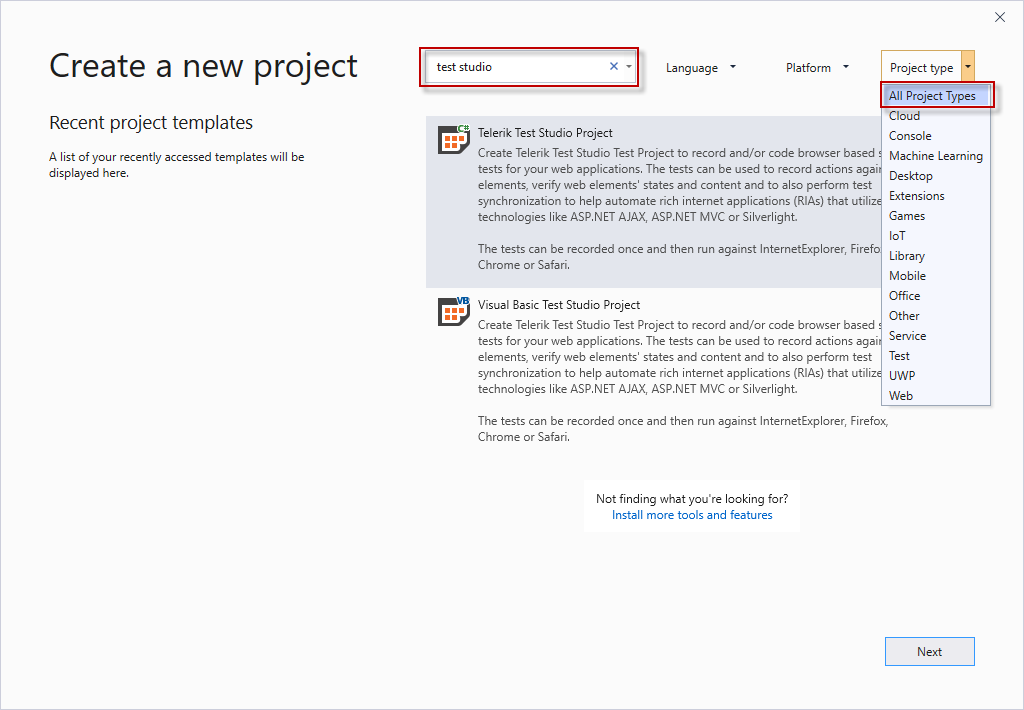 Create a new project
Recent project templates
A list of your recently accessed templates will be
displayed here.
test studio
Language
Platform
Project type
All Project Types
Cloud
Console
Machine Learning
Desktop
Extensions
Games
IoT
Library
Mobile
Office
Other
Service
Test
UWP
Web
C#
Telerik Test Studio Project
Create Telerik Test Studio Test Project to record and/or code browser based
tests for your web applications. The tests can be used to record actions
elements, verify web elements' states and content and to also perform test
synchronization to help automate rich internet applications (RIAs) that utilize
technologies like ASP.NET AJAX, ASP.NET MVC or Silverlight.
The tests can be recorded once and then run against InternetExplorer, Firefox,
Chrome or Safari.
VB
Visual Basic Test Studio Project
Create Telerik Test Studio Test Project to record and/or code browser based
tests for your web applications. The tests can be used to record actions
elements, verify web elements' states and content and to also perform test
synchronization to help automate rich internet applications (RIAs) that utilize
technologies like ASP.NET AJAX, ASP.NET MVC or Silverlight.
The tests can be recorded once and then run against InternetExplorer, Firefox,
Chrome or Safari.
Not finding what you're looking for?
Install more tools and features
Next